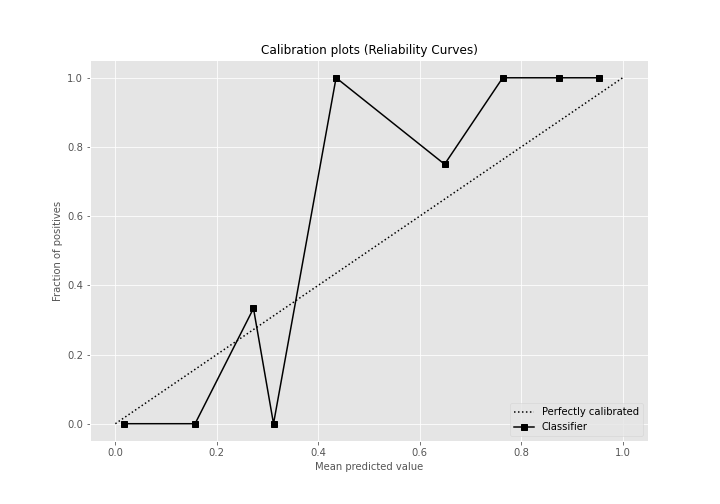 Calibration plots (Reliability Curves)
1.0
0.8
0.6
0.4
0.2
0.0
Fraction of positives
0.0 0.2 0.4 0.6 0.8 1.0
Mean predicted value
Perfectly calibrated
Classifier